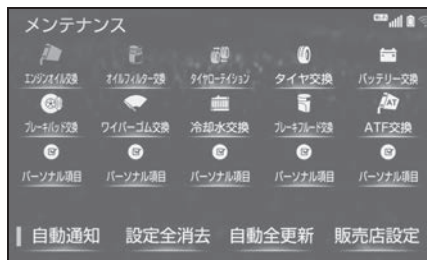 メンテナンス
エンジンオイル交換 オイルフィルター交換 タイヤローテイション タイヤ交換 バッテリー交換
ブレーキパッド交換 ワイパーゴム交換 冷却水交換 ブレーキフルード交換 ATF交換
パーソナル項目 パーソナル項目 パーソナル項目 パーソナル項目 パーソナル項目
自動通知 設定全消去 自動全更新 販売店設定